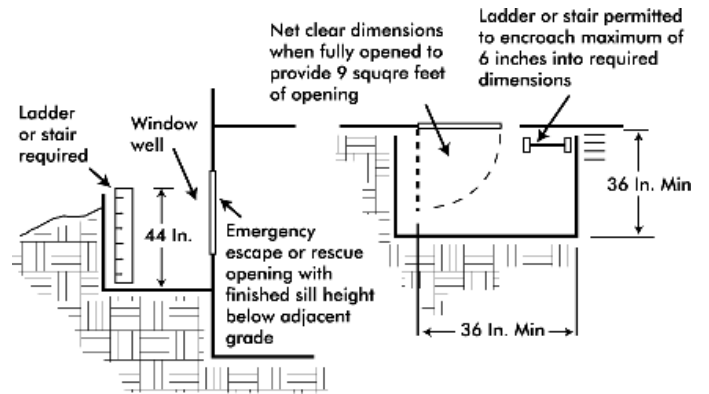 Ladder
or stair
required
Window
well
44 In.
Emergency
escape or rescue
opening with
finished sill height
below adjacent
grade
Net clear dimensions
when fully opened to
provide 9 squqre feet
of opening
Ladder or stair permitted
to encroach maximum of
6 inches into required
dimensions
36 In. Min
36 In. Min